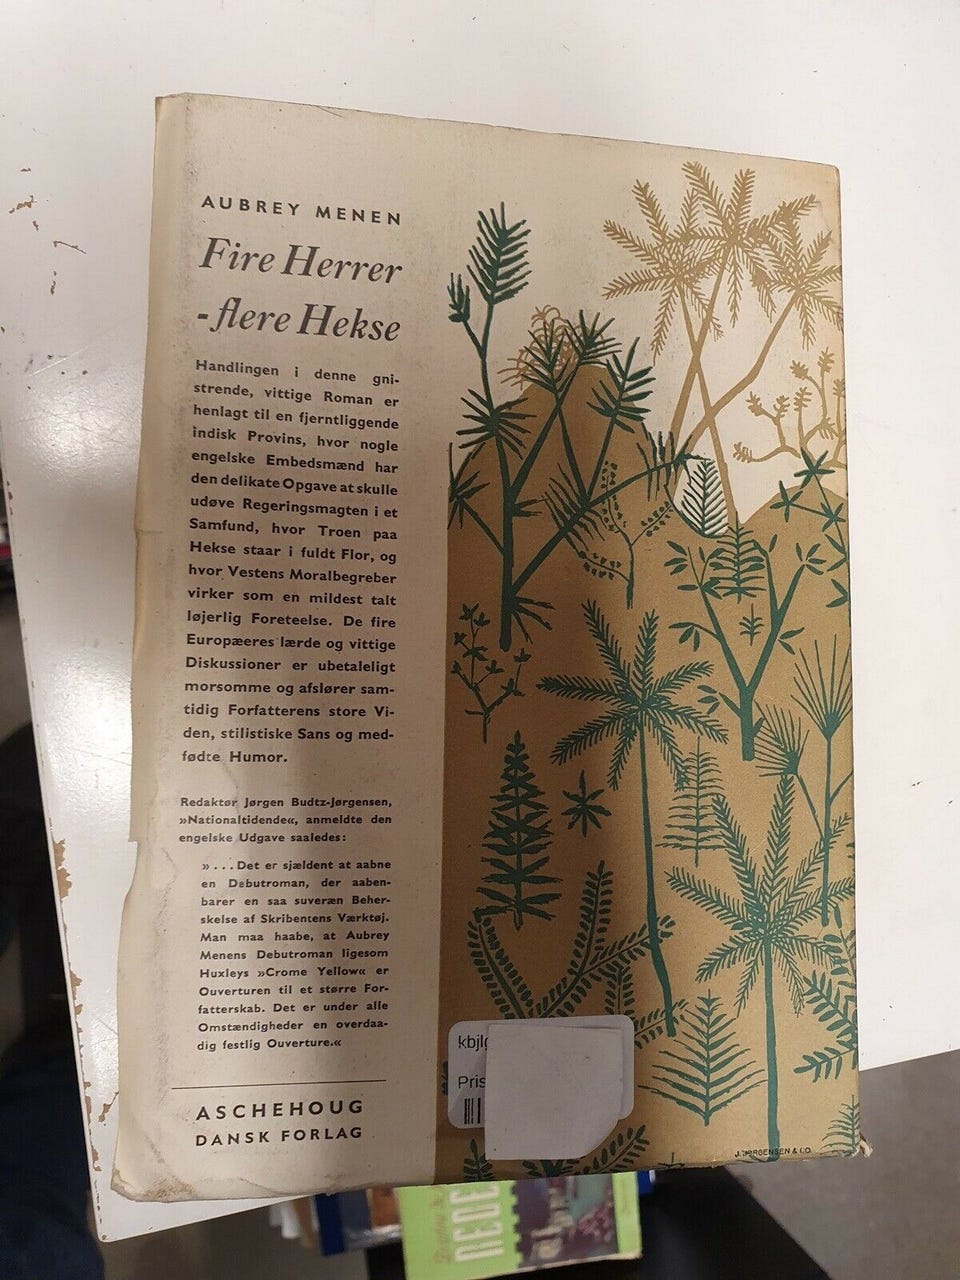 AUBREY MENEN
Fire Herrer
- flere Hekse
Handlingen i denne gni-
strende, vittige Roman er
henlagt til en fjerntliggende
indisk Provins, hvor nogle
engelske Embedsmænd har
den delikate Opgave at skulle
udøve Regeringsmagten i et
Samfund, hvor Troen paa
Hekse staar i fuldt Flor, og
hvor Vestens Moralbegreber
virker som en mildest talt
løjerlig Foreteelse. De fire
Europæeres lærde og vittige
Diskussioner er ubetaleligt
morsomme og afslører sam-
tidig Forfatterens store Vi-
den, stilistiske Sans og med-
fødte Humor.
Redaktør Jørgen Budtz-Jørgensen,
»Nationaltidende«, anmeldte den
engelske Udgave saaledes:
»...Det er sjældent at aabne
en Debutroman, der aaben-
barer en saa suveræn Beher-
skelse af Skribentens Værktøj.
Man maa haabe, at Aubrey
Menens Debutroman ligesom
Huxleys »Crome Yellow« er
Ouverturen til et større For-
fatterskab. Det er under alle
Omstændigheder en overdaa-
dig festlig Ouverture.«
ASCHEHOUG
DANSK FORLAG
Pris
J. JØRGENSEN & CO.
NEDE